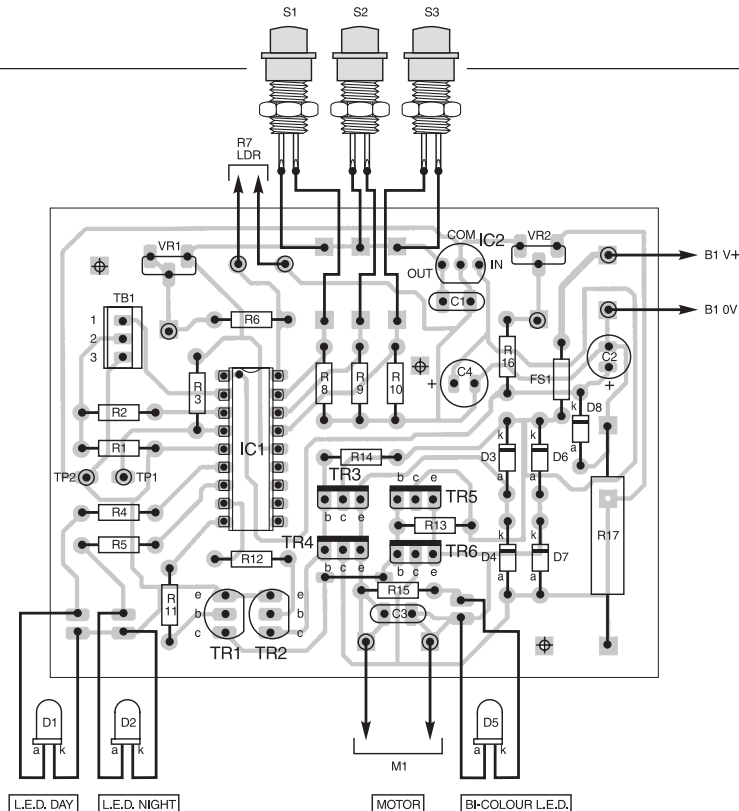 S1 S2 S3
R7
LDR
COM
IC2
VR1
VR2
OUT
IN
B1 V+
C1
TB1
B1 0V
1
R6
2
R
16
C2
3
R
3
R
8
R
9
R
10
C4
+
FS1
+
k
D8
R2
a
IC1
k
D3
k
D6
R1
R14
TP2
TP1
TR3
a
a
TR5
b c e
b c e
R4
R13
R17
TR4
TR6
R5
k
D4
k
D7
R12
b c e
b c e
a
a
R
11
e
e
R15
b
b
C3
c
c
TR1 TR2
D1
D2
D5
a k
a k
a k
M1
L.E.D. DAY
L.E.D. NIGHT
MOTOR
BI-COLOUR L.E.D.